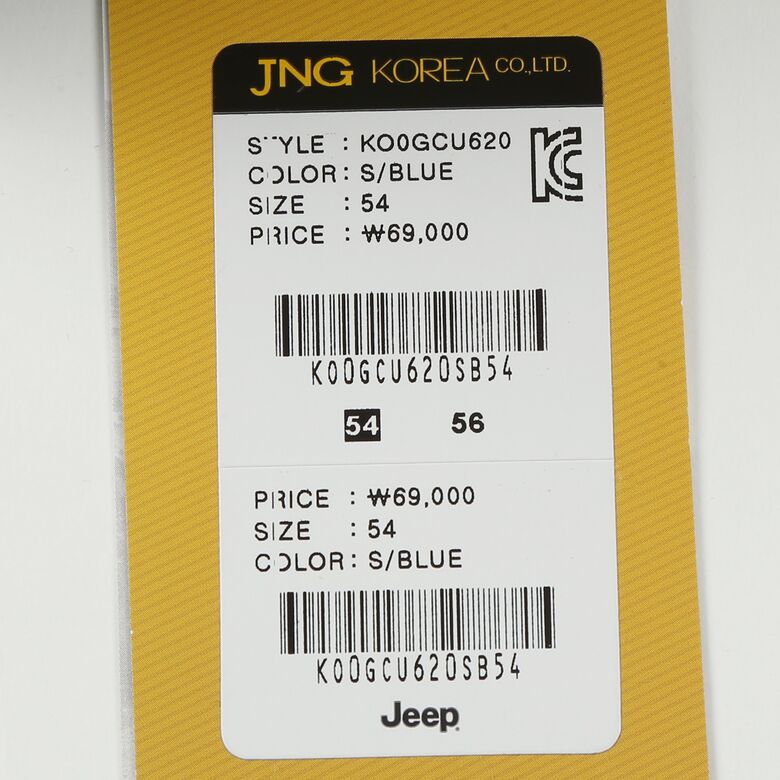 JNG KOREA CO.,LTD.
STYLE : KO0GCU620
COLOR : S/BLUE
SIZE : 54
PRICE : ₩69,000
KC
K00GCU620SB54
54 56
PRICE : ₩69,000
SIZE : 54
COLOR : S/BLUE
K00GCU620SB54
Jeep